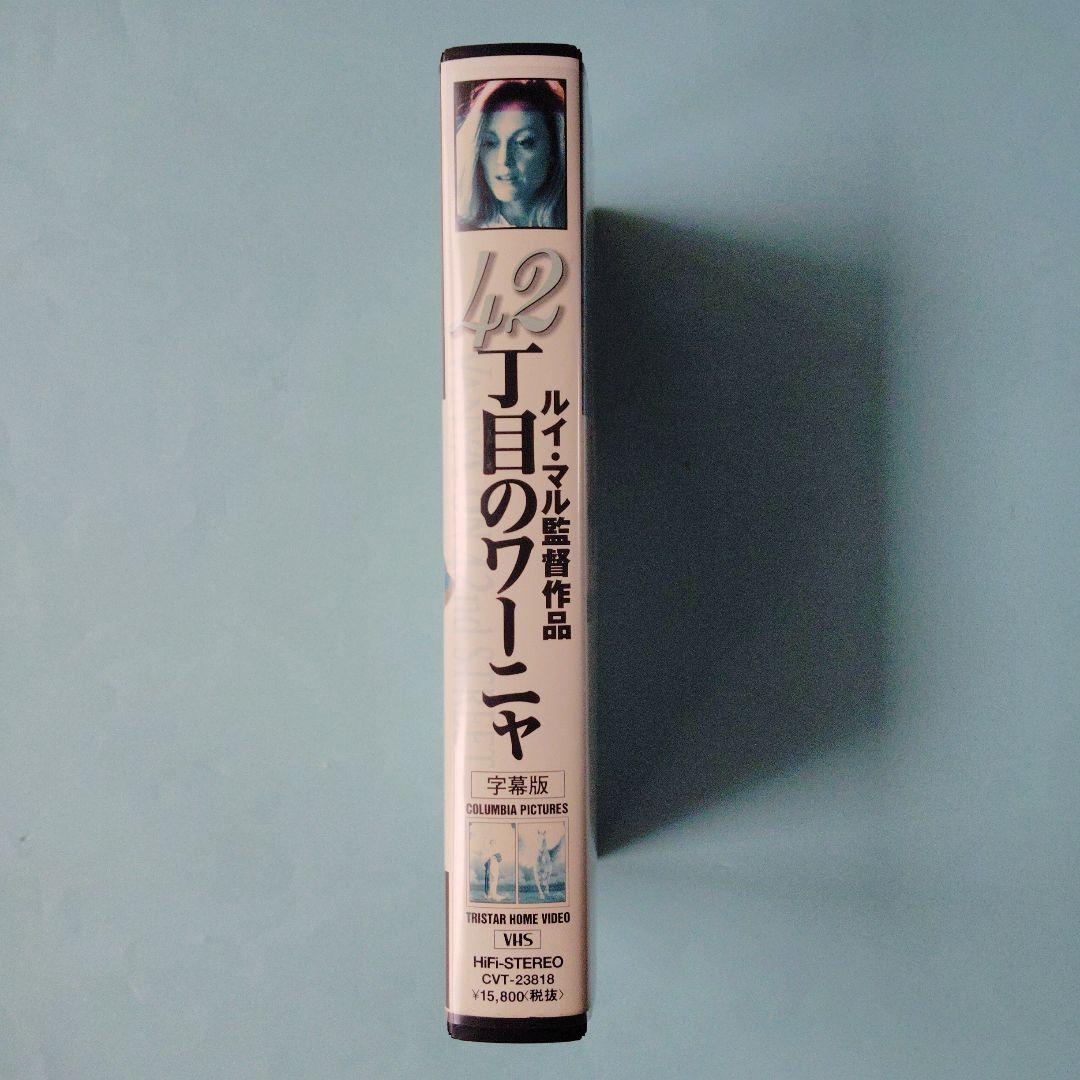 42
丁目のワーニャ
ルイ・マル監督作品
字幕版
COLUMBIA PICTURES
TRISTAR HOME VIDEO
VHS
HiFi-STEREO
CVT-23818
¥15,800〈税抜〉